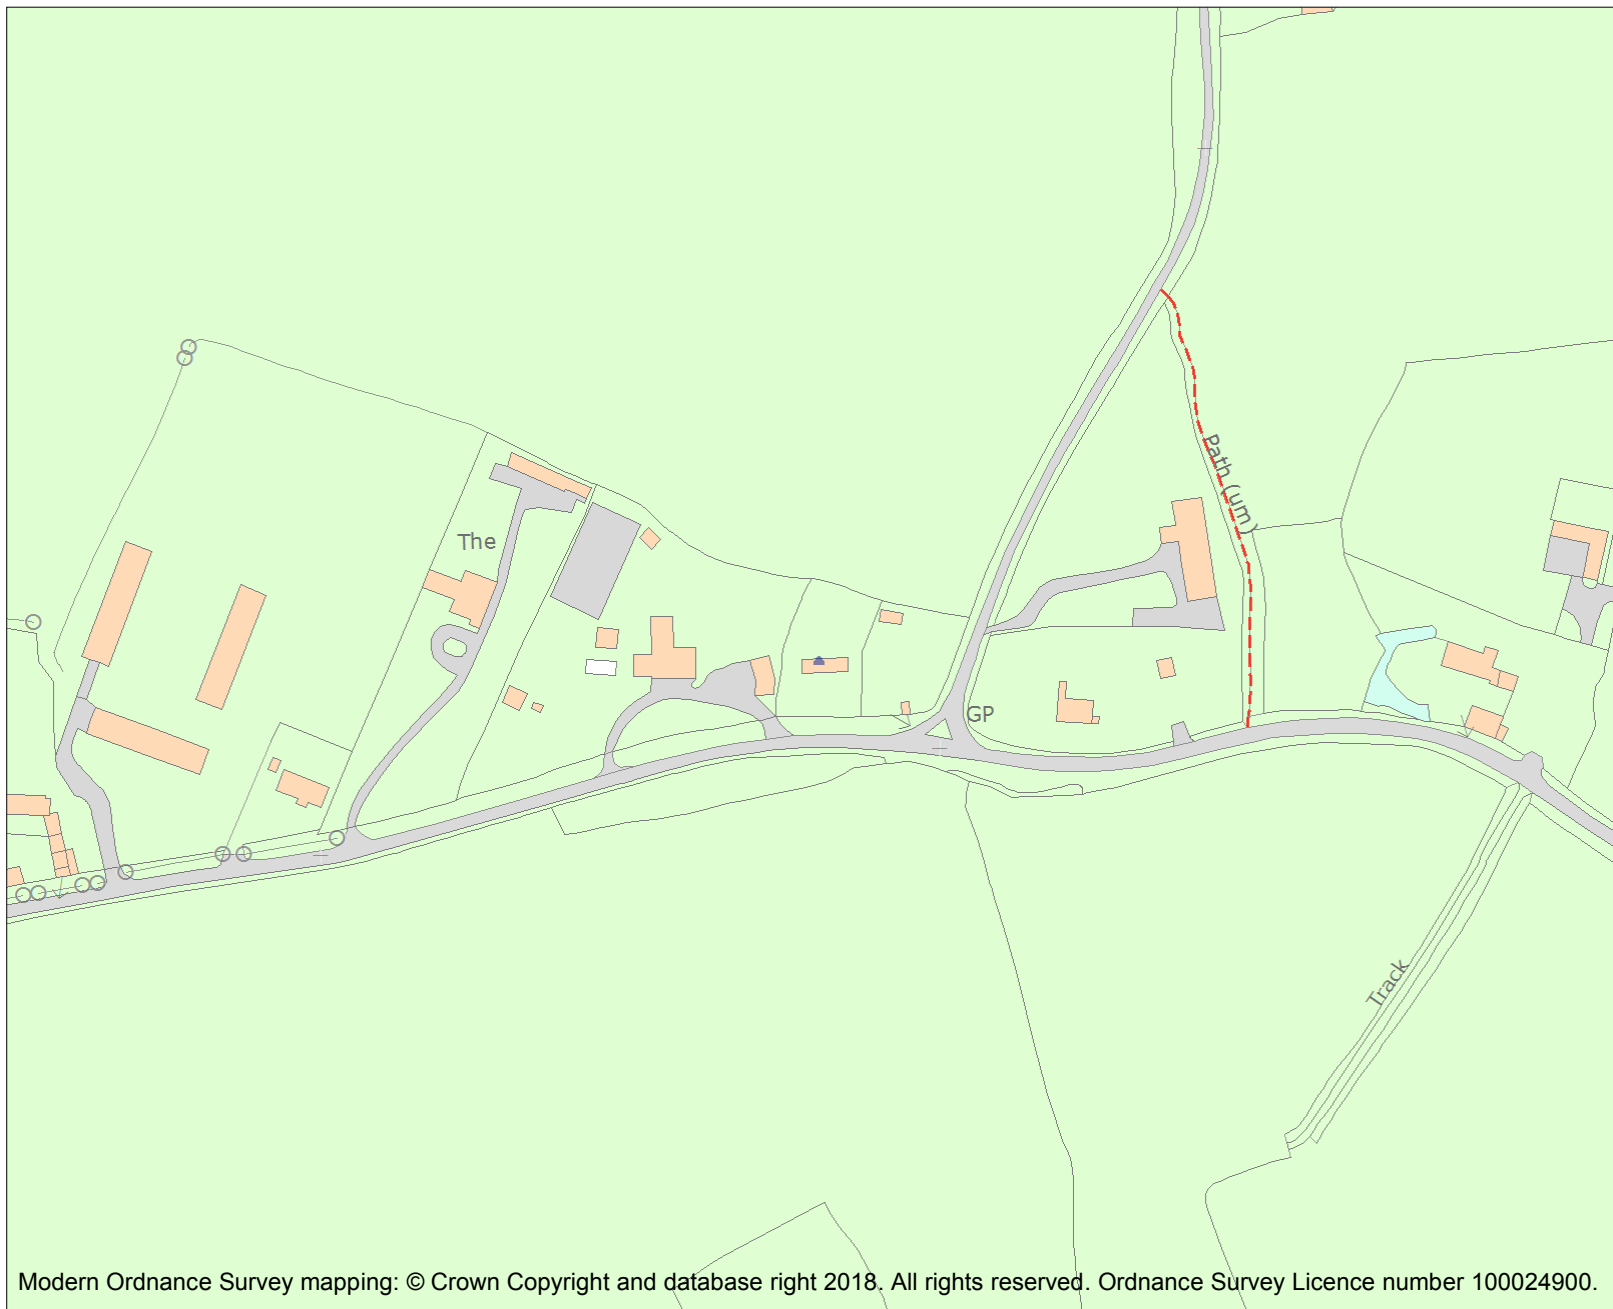 Path (um)
The
GP
Track
Modern Ordnance Survey mapping: © Crown Copyright and database right 2018. All rights reserved. Ordnance Survey Licence number 100024900.